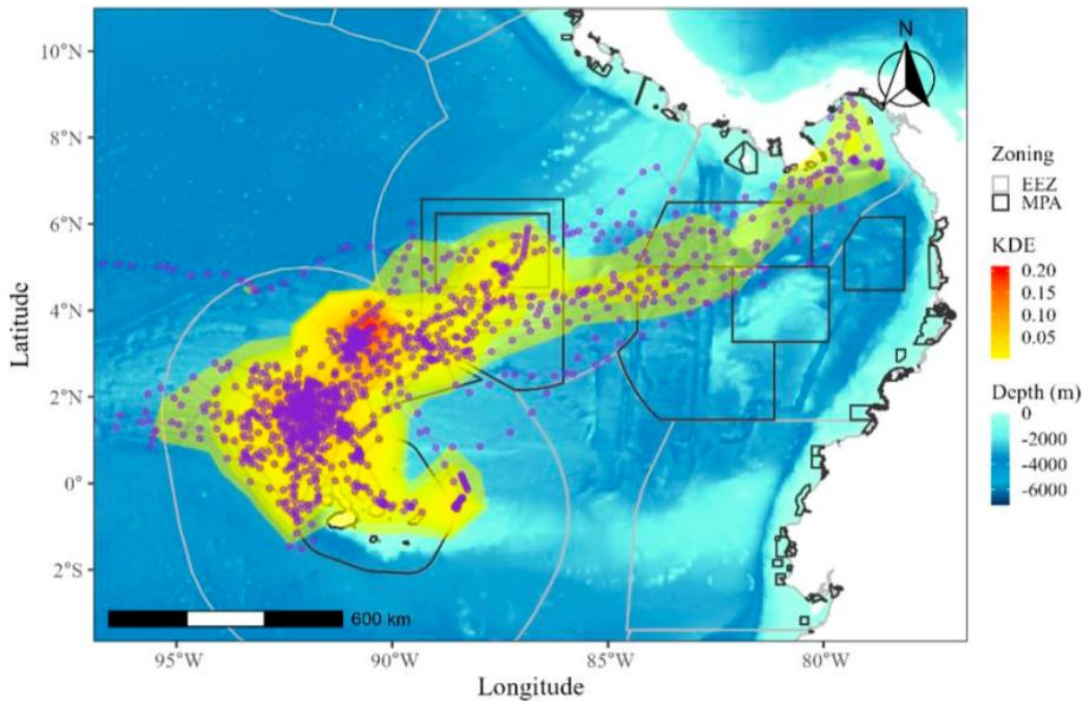 10°N
8°N
6°N
4°N
2°N
0°
2°S
Latitude
95°W
90°W
85°W
80°W
Longitude
600 km
N
Zoning
EEZ
MPA
KDE
0.20
0.15
0.10
0.05
Depth (m)
0
-2000
-4000
-6000